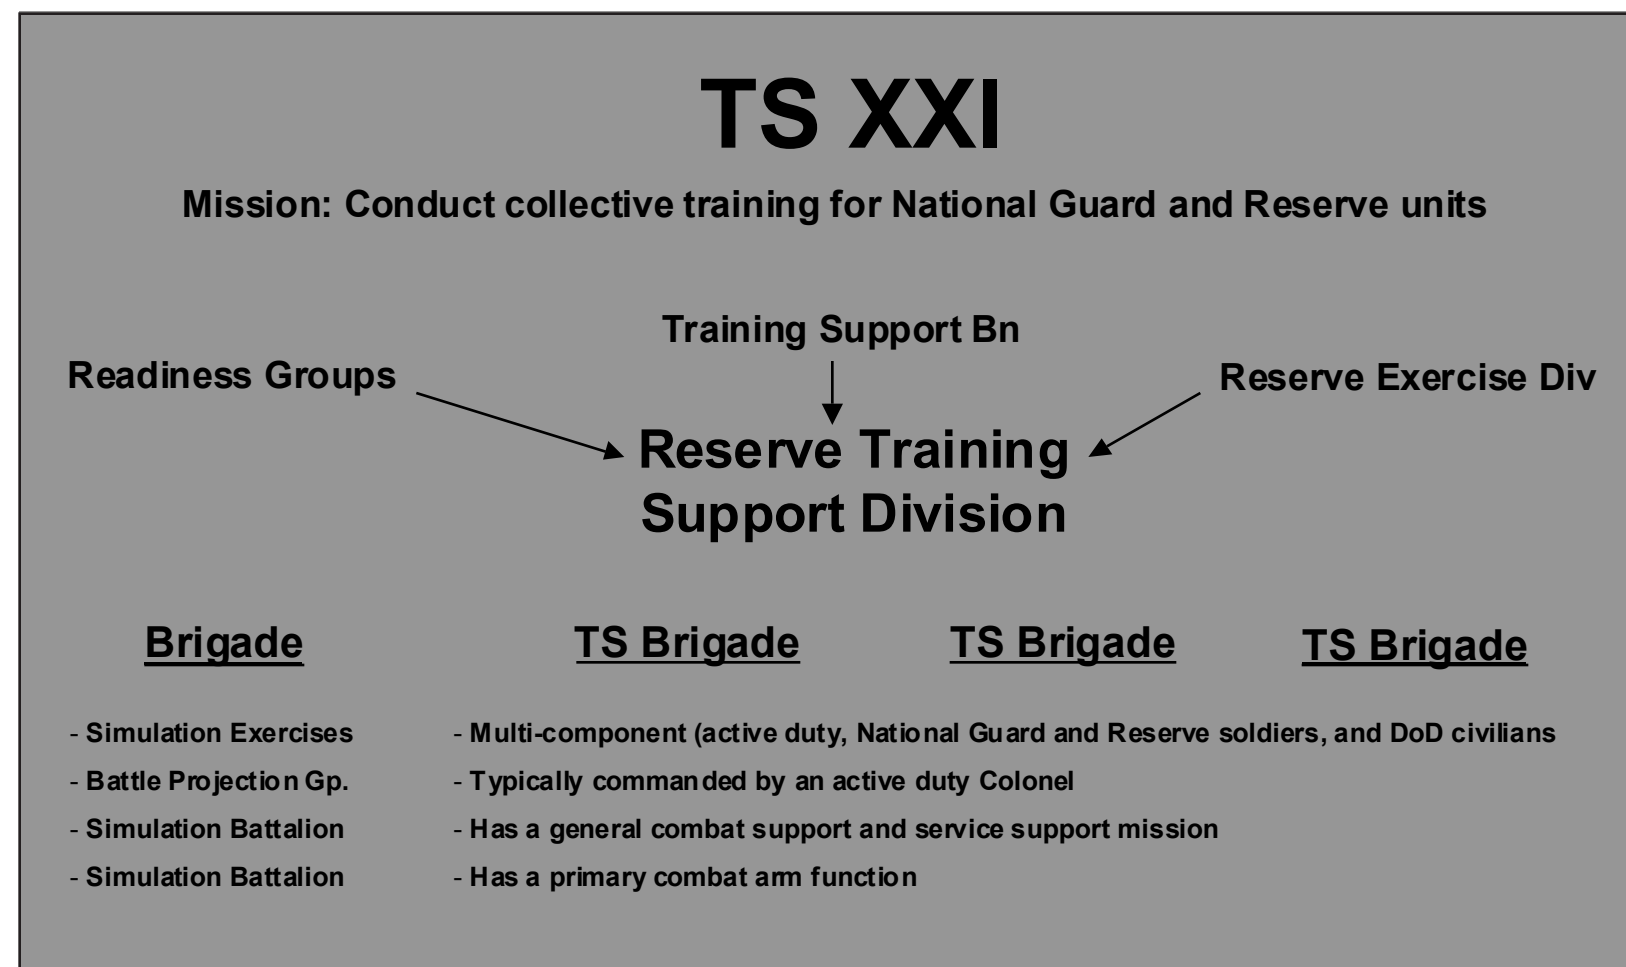 TS XXI
Mission: Conduct collective training for National Guard and Reserve units
Training Support Bn
Readiness Groups
Reserve Exercise Div
Reserve Training
Support Division
Brigade
TS Brigade
TS Brigade
TS Brigade
- Simulation Exercises
- Battle Projection Gp.
- Simulation Battalion
- Simulation Battalion
- Multi-component (active duty, National Guard and Reserve soldiers, and DoD civilians
- Typically commanded by an active duty Colonel
- Has a general combat support and service support mission
- Has a primary combat arm function